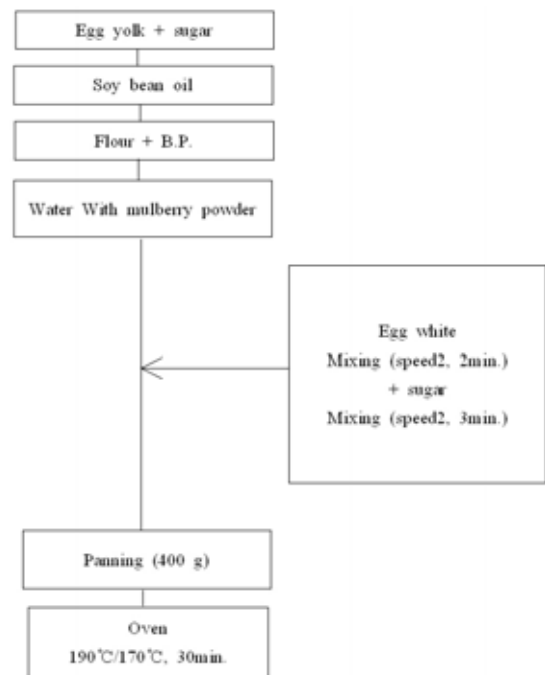 Egg yolk + sugar
Soy bean oil
Flour + B.P.
Water With mulberry powder
Egg white
Mixing (speed2, 2min.)
+ sugar
Mixing (speed2, 3min.)
Panning (400 g)
Oven
190℃/170℃, 30min.